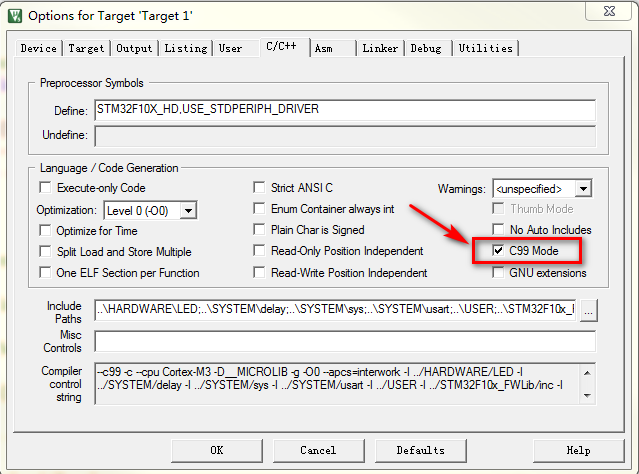 Options for Target 'Target 1'
Device Target Output Listing User C/C++ Asm Linker Debug Utilities
Preprocessor Symbols
Define: STM32F10X_HD,USE_STDPERIPH_DRIVER
Undefine:
Language / Code Generation
Execute-only Code Strict ANSI C Warnings: <unspecified>
Optimization: Level 0 (-O0) Enum Container always int Thumb Mode
Optimize for Time Plain Char is Signed No Auto Includes
Split Load and Store Multiple Read-Only Position Independent C99 Mode
One ELF Section per Function Read-Write Position Independent GNU extensions
Include Paths ..\HARDWARE\LED;..\SYSTEM\delay;..\SYSTEM\sys;..\SYSTEM\usart;..\USER;..\STM32F10x_ ...
Misc Controls
Compiler control string --c99 -c --cpu Cortex-M3 -D__MICROLIB -g -O0 --apcs=interwork -I ../HARDWARE/LED -I
../SYSTEM/delay -I ../SYSTEM/sys -I ../SYSTEM/usart -I ../USER -I ../STM32F10x_FWLib/inc -I
OK Cancel Defaults Help